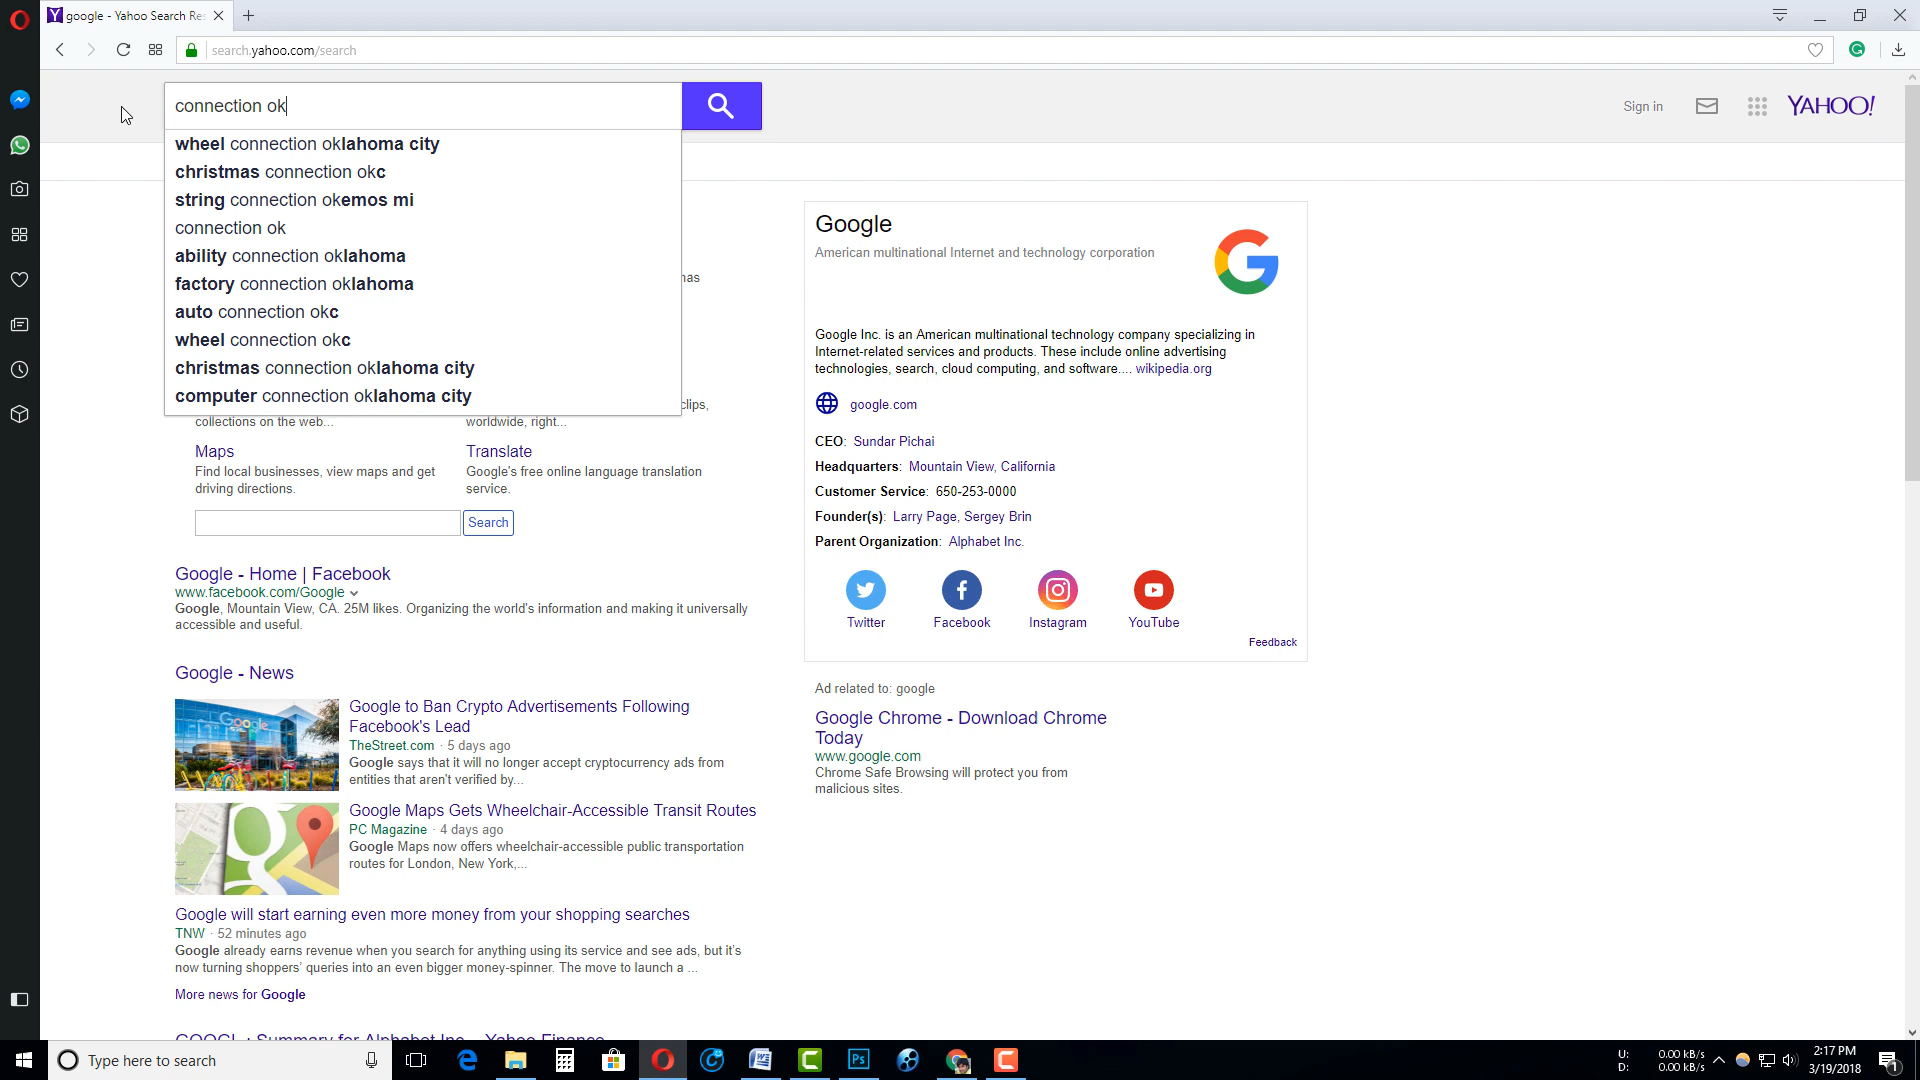 google - Yahoo Search Res
search.yahoo.com/search
connection ok
Sign in
YAHOO!
wheel connection oklahoma city
christmas connection okc
string connection okemos mi
connection ok
ability connection oklahoma
factory connection oklahoma
auto connection okc
wheel connection okc
christmas connection oklahoma city
computer connection oklahoma city
collections on the web...
worldwide, right...
clips,
Maps
Find local businesses, view maps and get
driving directions.
Translate
Google's free online language translation
service.
Search
Google - Home | Facebook
www.facebook.com/Google
Google, Mountain View, CA. 25M likes. Organizing the world's information and making it universally
accessible and useful.
Google - News
Google to Ban Crypto Advertisements Following
Facebook's Lead
TheStreet.com · 5 days ago
Google says that it will no longer accept cryptocurrency ads from
entities that aren't verified by...
Google Maps Gets Wheelchair-Accessible Transit Routes
PC Magazine · 4 days ago
Google Maps now offers wheelchair-accessible public transportation
routes for London, New York,...
Google will start earning even more money from your shopping searches
TNW · 52 minutes ago
Google already earns revenue when you search for anything using its service and see ads, but it's
now turning shoppers' queries into an even bigger money-spinner. The move to launch a ...
More news for Google
Google
American multinational Internet and technology corporation
Google Inc. is an American multinational technology company specializing in
Internet-related services and products. These include online advertising
technologies, search, cloud computing, and software.... wikipedia.org
google.com
CEO: Sundar Pichai
Headquarters: Mountain View, California
Customer Service: 650-253-0000
Founder(s): Larry Page, Sergey Brin
Parent Organization: Alphabet Inc.
Twitter
Facebook
Instagram
YouTube
Feedback
Ad related to: google
Google Chrome - Download Chrome
Today
www.google.com
Chrome Safe Browsing will protect you from
malicious sites.
Type here to search
U: 0.00 kB/s
D: 0.00 kB/s
2:17 PM
3/19/2018
1